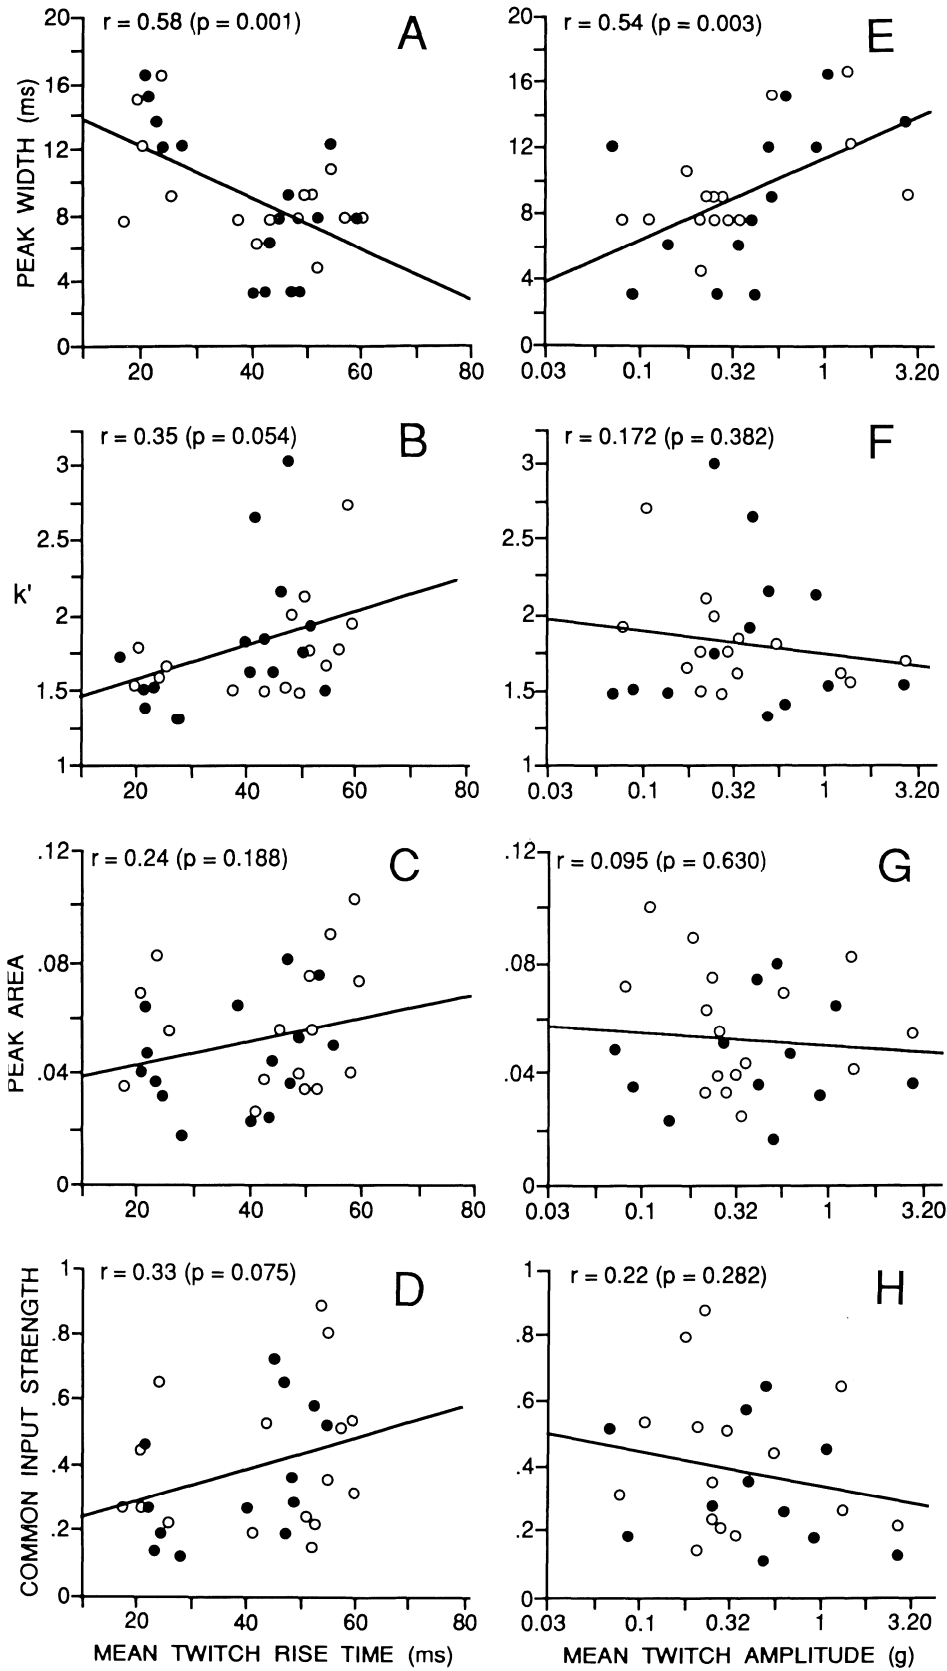 r = 0.58 (p = 0.001)
A
20
16
12
8
4
0
PEAK WIDTH (ms)
20 40 60 80
r = 0.54 (p = 0.003)
E
20
16
12
8
4
0
0.03 0.1 0.32 1 3.20
r = 0.35 (p = 0.054)
B
3
2.5
2
1.5
1
k'
20 40 60 80
r = 0.172 (p = 0.382)
F
3
2.5
2
1.5
1
0.03 0.1 0.32 1 3.20
r = 0.24 (p = 0.188)
C
.12
.08
.04
0
PEAK AREA
20 40 60 80
r = 0.095 (p = 0.630)
G
.12
.08
.04
0
0.03 0.1 0.32 1 3.20
r = 0.33 (p = 0.075)
D
1
.8
.6
.4
.2
0
COMMON INPUT STRENGTH
20 40 60 80
MEAN TWITCH RISE TIME (ms)
r = 0.22 (p = 0.282)
H
1
.8
.6
.4
.2
0
0.03 0.1 0.32 1 3.20
MEAN TWITCH AMPLITUDE (g)